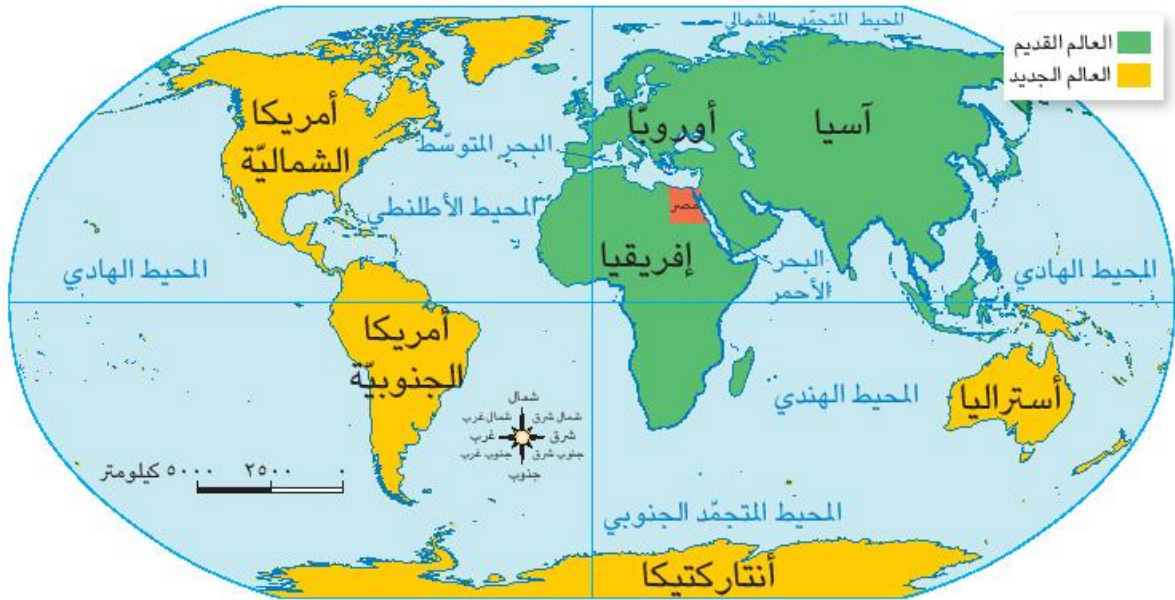 المحيط المتجمّد الشمالي
العالم القديم
العالم الجديد
أمريكا
الشماليّة
أوروبّا
آسيا
البحر المتوسّط
المحيط الأطلنطي
مصر
إفريقيا
البحر
الأحمر
المحيط الهادي
المحيط الهادي
أمريكا
الجنوبيّة
المحيط الهندي
أستراليا
شمال
شمال شرق
شمال غرب
شرق
غرب
جنوب شرق
جنوب غرب
جنوب
٠ ٢٥٠٠ ٥٠٠٠ كيلومتر
المحيط المتجمّد الجنوبي
أنتاركتيكا